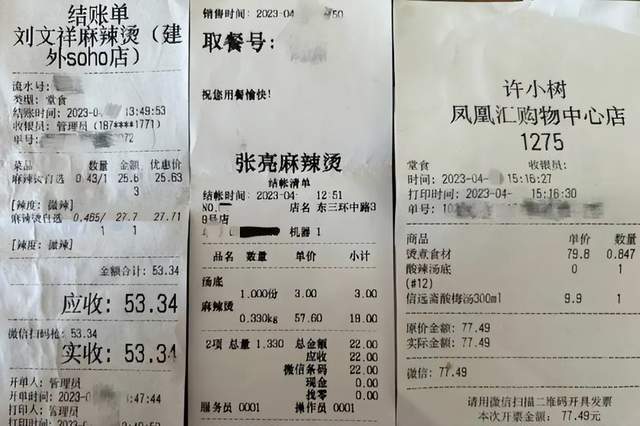 结账单
刘文祥麻辣烫（建
外soho店）
流水号:
类型: 堂食
结账时间: 2023-0 13:49:53
收银员: 管理员 (187****1771)
单号: 072
菜品 数量 金额 优惠价
麻辣烫自选 0.43/1 25.6 25.63
3
[辣度: 微辣]
麻辣烫自选 0.465/ 27.7 27.71
1 1
[辣度: 微辣]
金额合计: 53.34
应收: 53.34
微信扫码枪: 53.34
实收: 53.34
开单人: 管理员
开单时间: 2023-0 :47:44
打印人: 管理员
打印时间: 2023-0 13:49:53
销售时间: 2023-04 :50
取餐号:
祝您用餐愉快!
张亮麻辣烫
结帐清单
结帐时间: 2023-04- 12:51
NO. 店名 东三环中路3
9号店
机器 1
品名 数量 单价 小计
汤底
1.000份 3.00 3.00
麻辣烫
0.330kg 57.60 19.00
2项 总量 1.330 总金额 22.00
应收 22.00
微信条码 22.00
现金 0.00
找零 0.00
服务员 0001 操作员 0001
许小树
凤凰汇购物中心店
1275
堂食 收银员:
时间: 2023-04- 15:16:27
打印时间: 2023-04- 15:16:30
单号: 10
商品 单价 数量
烫煮食材 79.8 0.847
酸辣汤底 0 1
(#12)
信远斋酸梅汤300ml 9.9 1
原价金额: 77.49
实际金额: 77.49
微信: 77.49
请用微信扫描二维码开具发票
本次开票金额: 77.49元